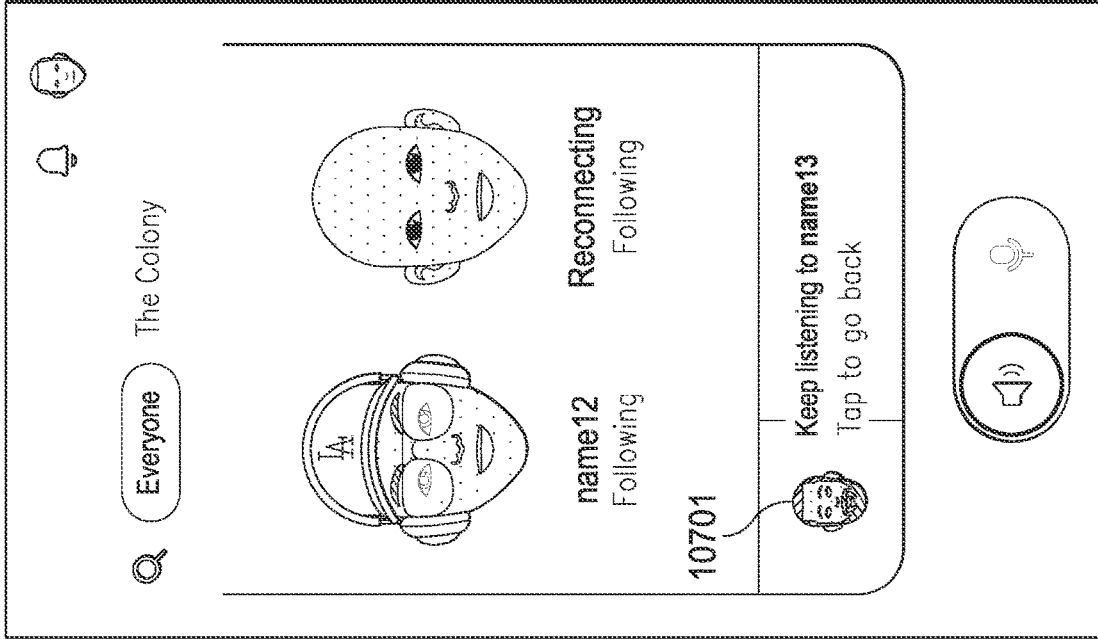 Everyone The Colony
LA
name12
Following
Reconnecting
Following
10701
Keep listening to name13
Tap to go back